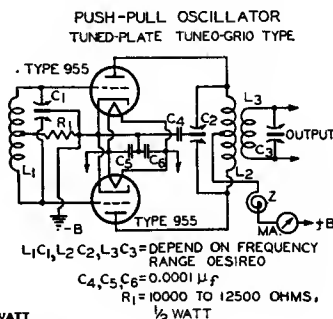 PUSH-PULL OSCILLATOR
TUNED-PLATE TUNEO-GRIO TYPE
TYPE 955
C1
R1
L1
C4
C5
C6
C2
L3
OUTPUT
C3
L2
Z
MA
+B
-B
TYPE 955
L1C1,L2C2,L3C3=DEPEND ON FREQUENCY
RANGE DESIREO
C4,C5,C6=0.0001 μf
R1=10000 TO 12500 OHMS,
1/2 WATT
WATT